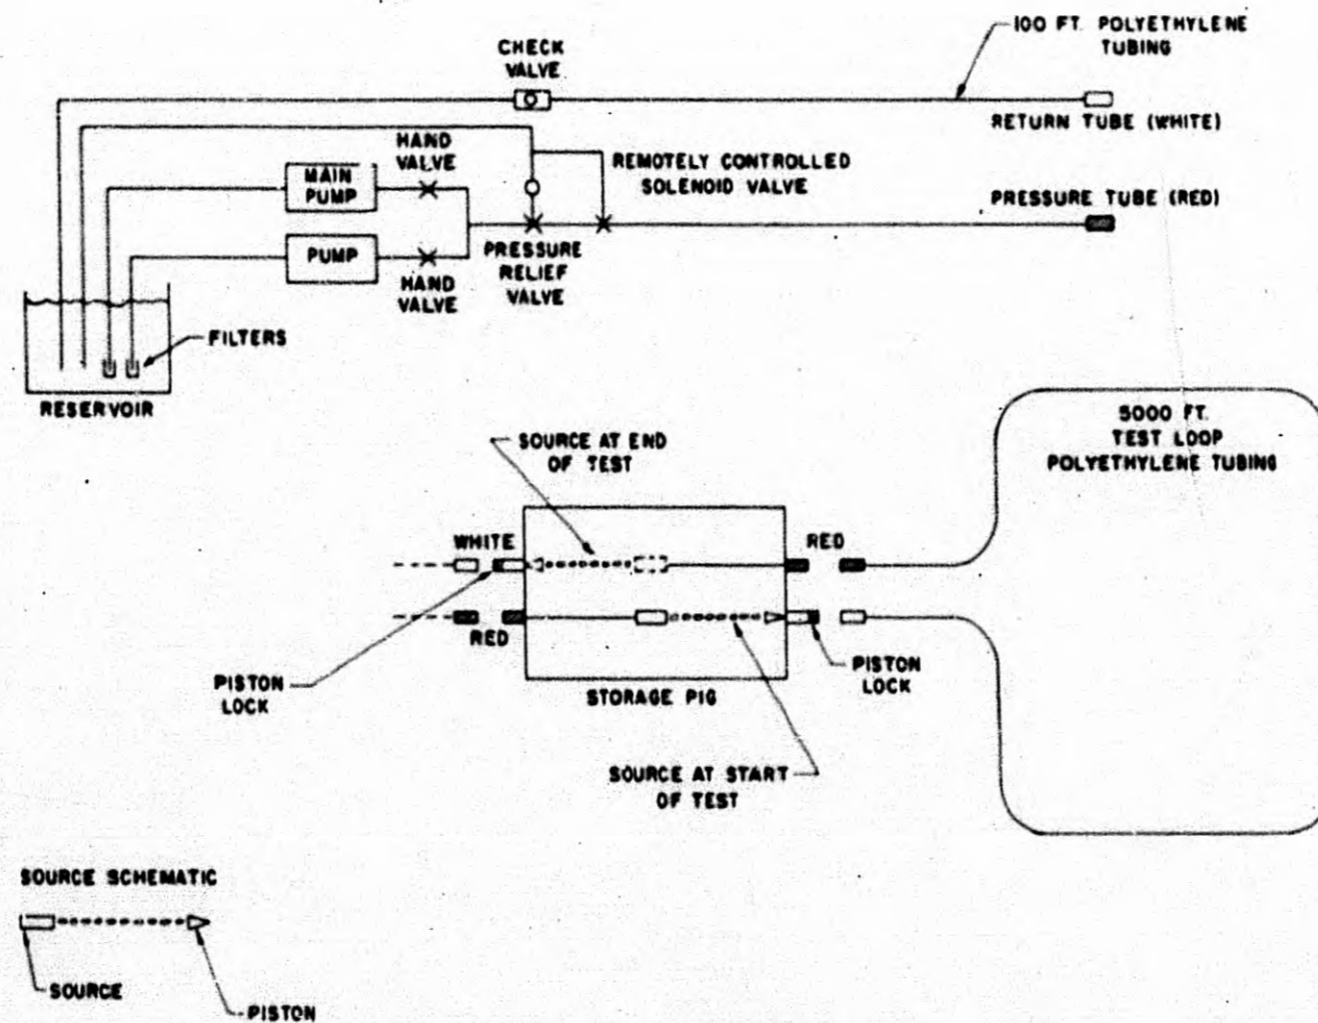 100 FT. POLYETHYLENE
TUBING
CHECK
VALVE
RETURN TUBE (WHITE)
HAND
VALVE
MAIN
PUMP
REMOTELY CONTROLLED
SOLENOID VALVE
PRESSURE TUBE (RED)
PUMP
PRESSURE
RELIEF
VALVE
HAND
VALVE
FILTERS
RESERVOIR
5000 FT.
TEST LOOP
POLYETHYLENE TUBING
SOURCE AT END
OF TEST
WHITE
RED
RED
PISTON
LOCK
PISTON
LOCK
STORAGE PIG
SOURCE AT START
OF TEST
SOURCE SCHEMATIC
SOURCE
PISTON